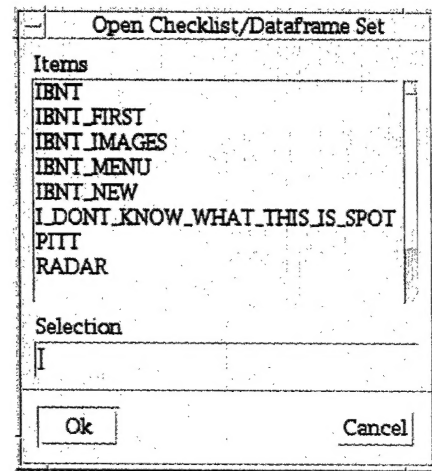 Open Checklist/Dataframe Set
Items
IBNT
IBNT_FIRST
IBNT_IMAGES
IBNT_MENU
IBNT_NEW
I_DONT_KNOW_WHAT_THIS_IS_SPOT
PITT
RADAR
Selection
Ok Cancel